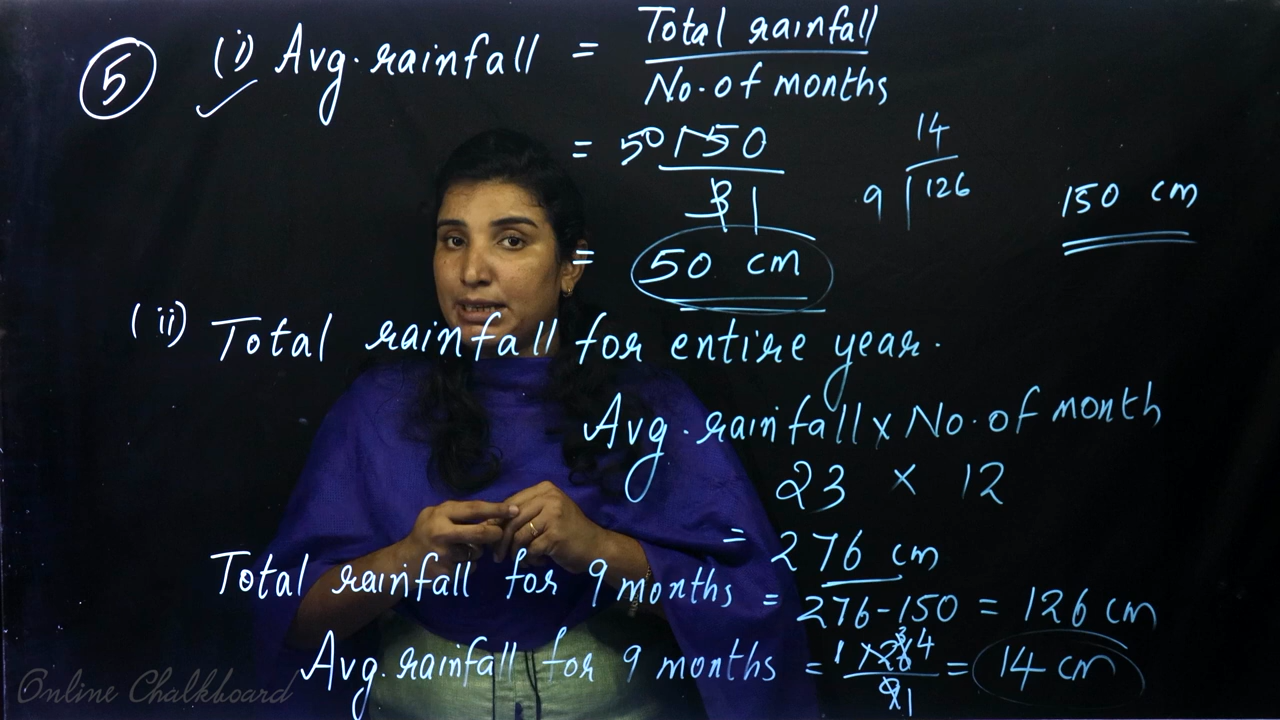 5 (i) Avg. rainfall = Total rainfall / No. of months
= 50 150 / 3 1
14
9 | 126
150 cm
= 50 cm
(ii) Total rainfall for entire year.
Avg. rainfall x No. of month
23 x 12
= 276 cm
Total rainfall for 9 months = 276-150 = 126 cm
Avg. rainfall for 9 months = 126 / 9 1 = 14 cm
Online Chalkboard